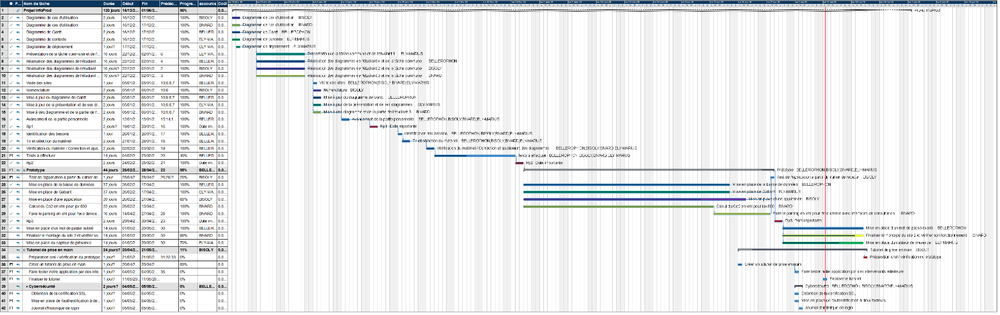 P... Nom de tâche Durée Début Fin Prédéc... Progre... essource Coût
1 Projet InfoProd 120 jours 16/12/2... 01/06/2... 90% 0,0... Projet InfoProd
2 Diagramme de cas d'utilisation 2 jours 16/12/2... 17/12/2... 100% BISOLY 0,0... Diagramme de cas d'utilisation BISOLY
3 Diagramme de cas d'utilisation 2 jours 16/12/2... 17/12/2... 100% BIVARD 0,0... Diagramme de cas d'utilisation BIVARD
4 Diagramme de Gantt 2 jours 16/12/2... 17/12/2... 100% BELLER... 0,0... Diagramme de Gantt BELLEROPHON
5 Diagramme de contexte 2 jours 16/12/2... 17/12/2... 100% ELY-MA... 0,0... Diagramme de contexte ELY-MARIUS
6 Diagramme de déploiement 1 jour? 17/12/2... 17/12/2... 100% ELY-MA... 0,0... Diagramme de déploiement ELY-MARIUS
7 Présentation de la tâche commune et de l'... 10 jours 22/12/2... 02/01/2... 6 100% ELY-MA... 0,0... Présentation de la tâche commune et de l'étudiant 1 ELY-MARIUS
8 Réalisation des diagrammes de l'étudiant ... 10 jours 22/12/2... 02/01/2... 4 100% BELLER... 0,0... Réalisation des diagrammes de l'étudiant 4 et de la tâche commune BELLEROPHON
9 Réalisation des diagrammes de l'étudiant ... 10 jours? 22/12/2... 02/01/2... 2 100% BISOLY 0,0... Réalisation des diagrammes de l'étudiant 2 et de la tâche commune BISOLY
10 Réalisation des diagrammes de l'étudiant ... 10 jours? 22/12/2... 02/01/2... 3 100% BIVARD 0,0... Réalisation des diagrammes de l'étudiant 3 et de la tâche commune BIVARD
11 Visite des sites 1 jour 05/01/2... 05/01/2... 10;9;8;7 100% BELLER... 0,0... Visite des sites BELLEROPHON;BISOLY;BIVARD;ELY-MARIUS
12 Nomenclature 2 jours 05/01/2... 06/01/2... 10;9 100% BISOLY 0,0... Nomenclature BISOLY
13 Mise à jour du diagramme de Gantt 2 jours 05/01/2... 06/01/2... 10;9;8;7 100% BELLER... 0,0... Mise à jour du diagramme de Gantt BELLEROPHON
14 Mise à jour de la présentation et de ses di... 2 jours 05/01/2... 06/01/2... 10;9;8;7 100% ELY-MA... 0,0... Mise à jour de la présentation et de ses diagrammes ELY-MARIUS
15 Mise à des diagramme et de la partie de l'... 2 jours 05/01/2... 06/01/2... 10;9,8,7 100% BIVARD 0,0... Mise à des diagramme et de la partie de l'étudiant 3 BIVARD
16 Avancement de la partie personnelle 2 jours 12/01/2... 13/01/2... 15;14;1... 100% BELLER... 0,0... Avancement de la partie personnelle BELLEROPHON;BISOLY;BIVARD;ELY-MARIUS
17 Rp1 2 jours? 19/01/2... 20/01/2... 16 100% Date im... 0,0... Rp1 Date importante
18 Identification des besoins 1 jour 26/01/2... 26/01/2... 17 100% BELLER... 0,0... Identification des besoins BELLEROPHON;BISOLY;BIVARD;ELY-MARIUS
19 Tri et sélection du matériel 2 jours 27/01/2... 28/01/2... 18 100% BELLER... 0,0... Tri et sélection du matériel BELLEROPHON;BISOLY;BIVARD;ELY-MARIUS
20 Vérification du matériel / Correction et ajus... 2 jours 02/02/2... 03/02/2... 19 100% BELLER... 0,0... Vérification du matériel / Correction et ajustement des diagrammes BELLEROPHON;BISOLY;BIVARD;ELY-MARIUS
21 Tests à effectuer 14 jours 04/02/2... 23/02/2... 20 40% BELLER... 0,0... Tests à effectuer BELLEROPHON;BISOLY;BIVARD;ELY-MARIUS
22 Rp2 2 jours 24/02/2... 25/02/2... 21 100% Date im... 0,0... Rp2 Date importante
23 Prototype 44 jours 26/02/2... 28/04/2... 22 95% BELLE... 0,0... Prototype BELLEROPHON;BISOLY;BIVARD;ELY-MARIUS
24 Test de l'application a partir du cahier de... 1 jour 28/04/2... 28/04/2... 26;29;2... 20% BISOLY 0,0... Test de l'application a partir du cahier de recette BISOLY
25 Mise en place de la basse de données 37 jours 26/02/... 17/04/... 100% BELLER... 0,0... Mise en place de la basse de données BELLEROPHON
26 Mise en place de Gabarit 37 jours 26/02/... 17/04/... 100% ELY-MA... 0,0... Mise en place de Gabarit ELY-MARIUS
27 Mise en place d'une application 39 jours 26/02/... 21/04/2... 80% BISOLY 0,0... Mise en place d'une application BISOLY
28 Calcul du Co2 en xml pour ipx 800 33 jours 26/02/... 13/04/... 100% BIVARD 0,0... Calcul du Co2 en xml pour ipx 800 BIVARD
29 Faire le parsing en xml pour l'eco device ... 10 jours 14/04/2... 27/04/2... 28 100% BIVARD 0,0... Faire le parsing en xml pour l'eco device avec interfaces de consultation BIVARD
30 Rp3 2 jours 29/04/2... 30/04/2... 23 100% Date im... 0,0... Rp3 Date importante
31 Mise en place d'un mot de passe oublié 14 jours 01/05/2... 20/05/2... 30 100% BELLER... 0,0... Mise en place d'un mot de passe oublié BELLEROPHON
32 Finaliser le montage du site 2 et vérifier so... 14 jours 01/05/2... 20/05/2... 30 90% BIVARD 0,0... Finaliser le montage du site 2 et vérifier son fonctionnement BIVARD
33 Mise en place du capteur de présence 14 jours 01/05/2... 20/05/2... 30 70% ELY-MA... 0,0... Mise en place du capteur de présence ELY-MARIUS
34 Tutoriel de prise en main 24 jours? 20/04/2... 21/05/2... 11% BISOLY 0,0... Tutoriel de prise en main BISOLY
35 Préparation oral / vérification du prototype 1 jour? 21/05/2... 21/05/2... 31;32;33 0% 0,0... Préparation oral / vérification du prototype
36 Créer un tutoriel de prise en main 1 jour? 20/04/2... 20/04/2... 80% 0,0... Créer un tutoriel de prise en main
37 Faire tester notre application par des inte... 1 jour? 04/05/2... 04/05/2... 36 0% 0,0... Faire tester notre application par des intervenants extérieure
38 Finaliser le tutoriel 1 jour? 11/05/20... 11/05/20... 0% 0,0... Finaliser le tutoriel
39 Cybersécurité 2 jours? 04/05/2... 05/05/2... 0% BELLE... 0,0... Cybersécurité BELLEROPHON;BISOLY;BIVARD;ELY-MARIUS
40 Obtention de la certification SSL 1 jour? 04/05/2... 04/05/2... 0% 0,0... Obtention de la certification SSL
41 Mise en place de l'authentification à de... 1 jour? 04/05/2... 04/05/2... 0% 0,0... Mise en place de l'authentification à deux facteurs
42 Journal d'historique de login 1 jour? 05/05/2... 05/05/2... 0% 0,0... Journal d'historique de login